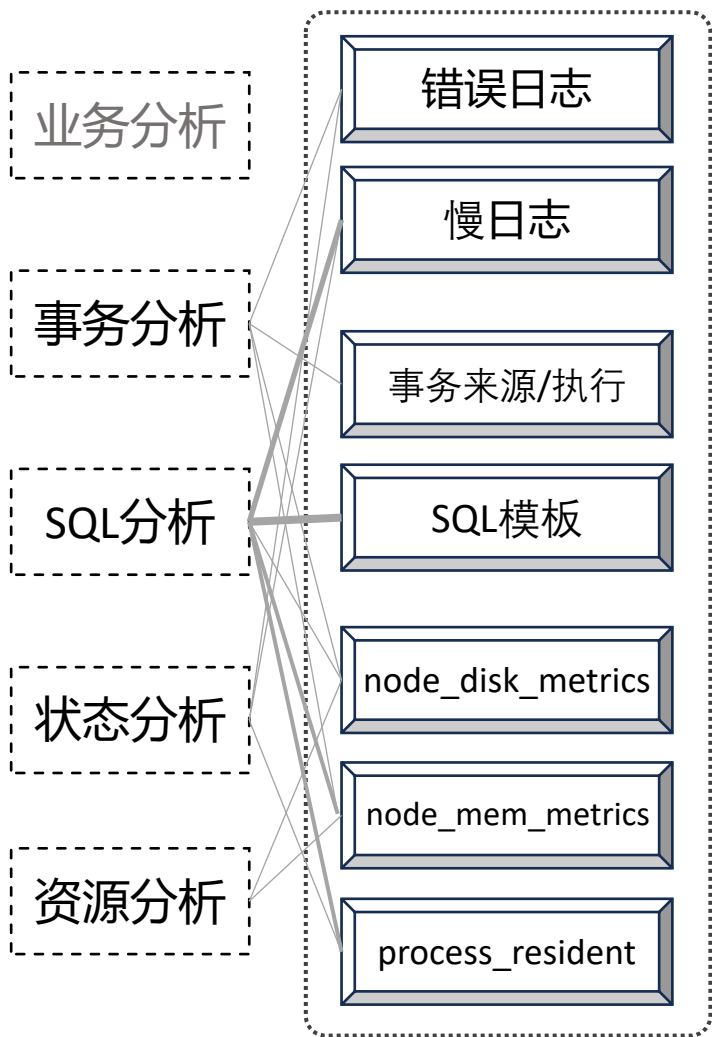 业务分析
事务分析
SQL分析
状态分析
资源分析
错误日志
慢日志
事务来源/执行
SQL模板
node_disk_metrics
node_mem_metrics
process_resident